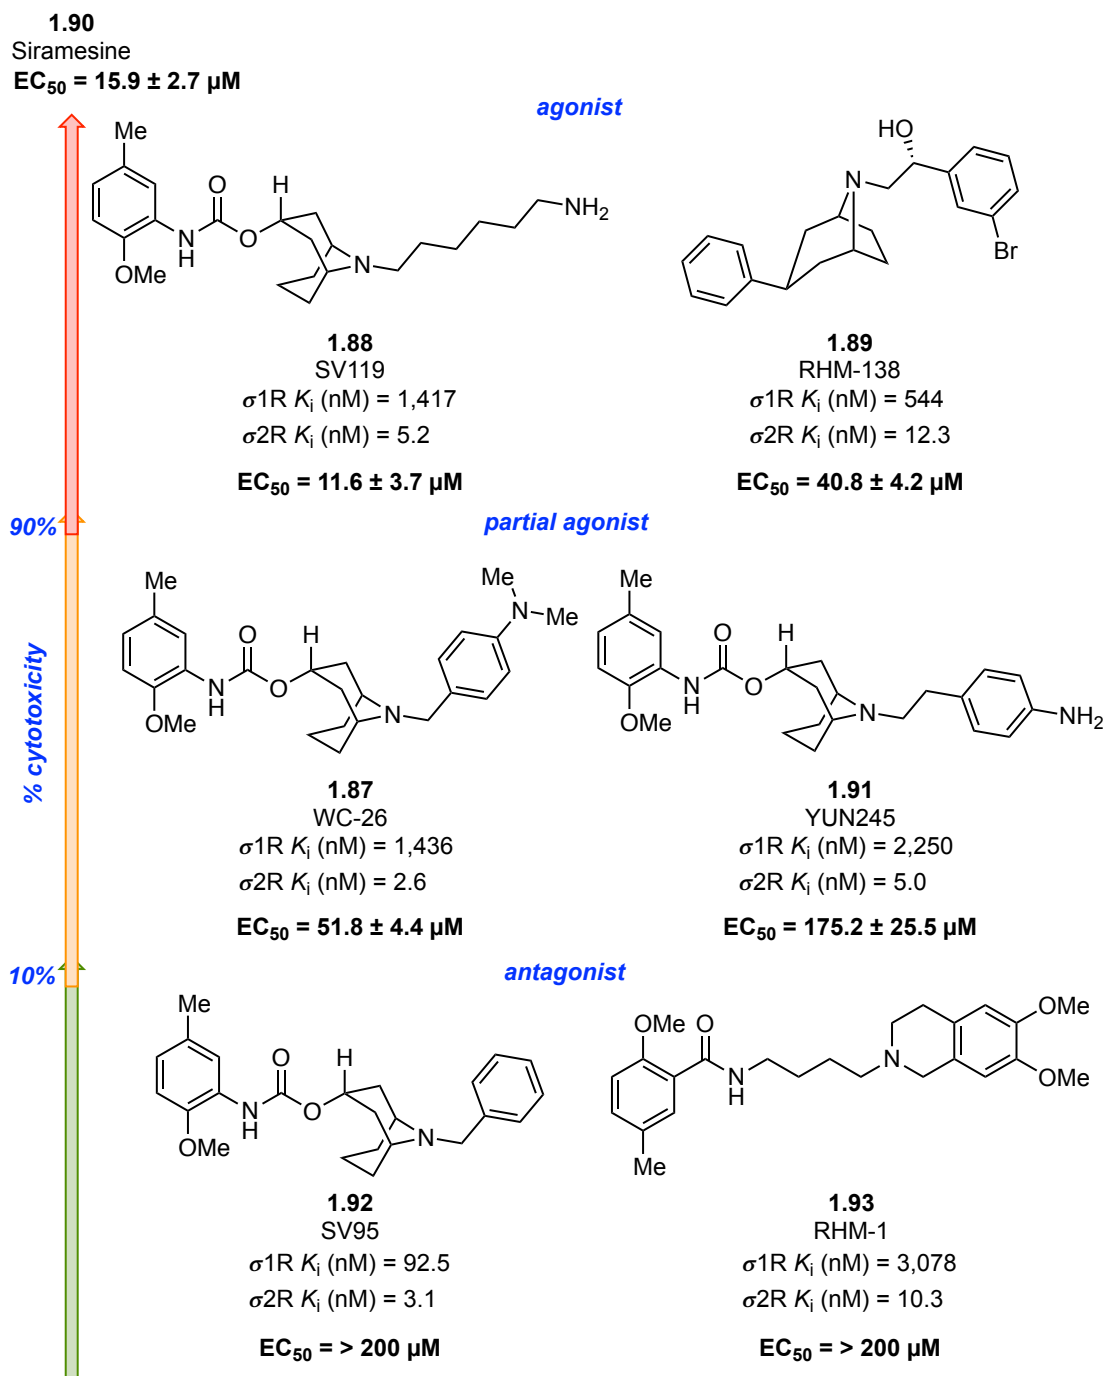 1.90
Siramesine
EC50 = 15.9 ± 2.7 µM
agonist
Me
H
O
N
H
O
OMe
N
NH2
HO
N
Br
1.88
SV119
σ1R Ki (nM) = 1,417
σ2R Ki (nM) = 5.2
EC50 = 11.6 ± 3.7 µM
1.89
RHM-138
σ1R Ki (nM) = 544
σ2R Ki (nM) = 12.3
EC50 = 40.8 ± 4.2 µM
90%
partial agonist
% cytotoxicity
Me
H
O
N
H
O
OMe
N
Me
N
Me
Me
H
O
N
H
O
OMe
N
NH2
1.87
WC-26
σ1R Ki (nM) = 1,436
σ2R Ki (nM) = 2.6
EC50 = 51.8 ± 4.4 µM
1.91
YUN245
σ1R Ki (nM) = 2,250
σ2R Ki (nM) = 5.0
EC50 = 175.2 ± 25.5 µM
10%
antagonist
Me
H
O
N
H
O
OMe
N
OMe
O
N
H
Me
N
OMe
OMe
1.92
SV95
σ1R Ki (nM) = 92.5
σ2R Ki (nM) = 3.1
EC50 = > 200 µM
1.93
RHM-1
σ1R Ki (nM) = 3,078
σ2R Ki (nM) = 10.3
EC50 = > 200 µM